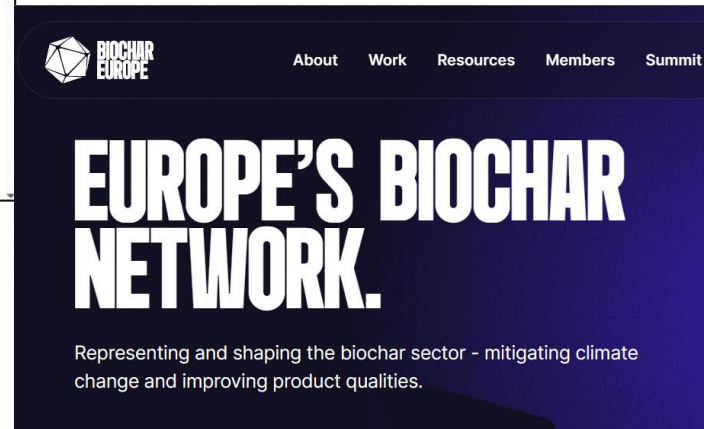 BIOCHAR
EUROPE
About Work Resources Members Summit
EUROPE'S BIOCHAR
NETWORK.
Representing and shaping the biochar sector - mitigating climate
change and improving product qualities.